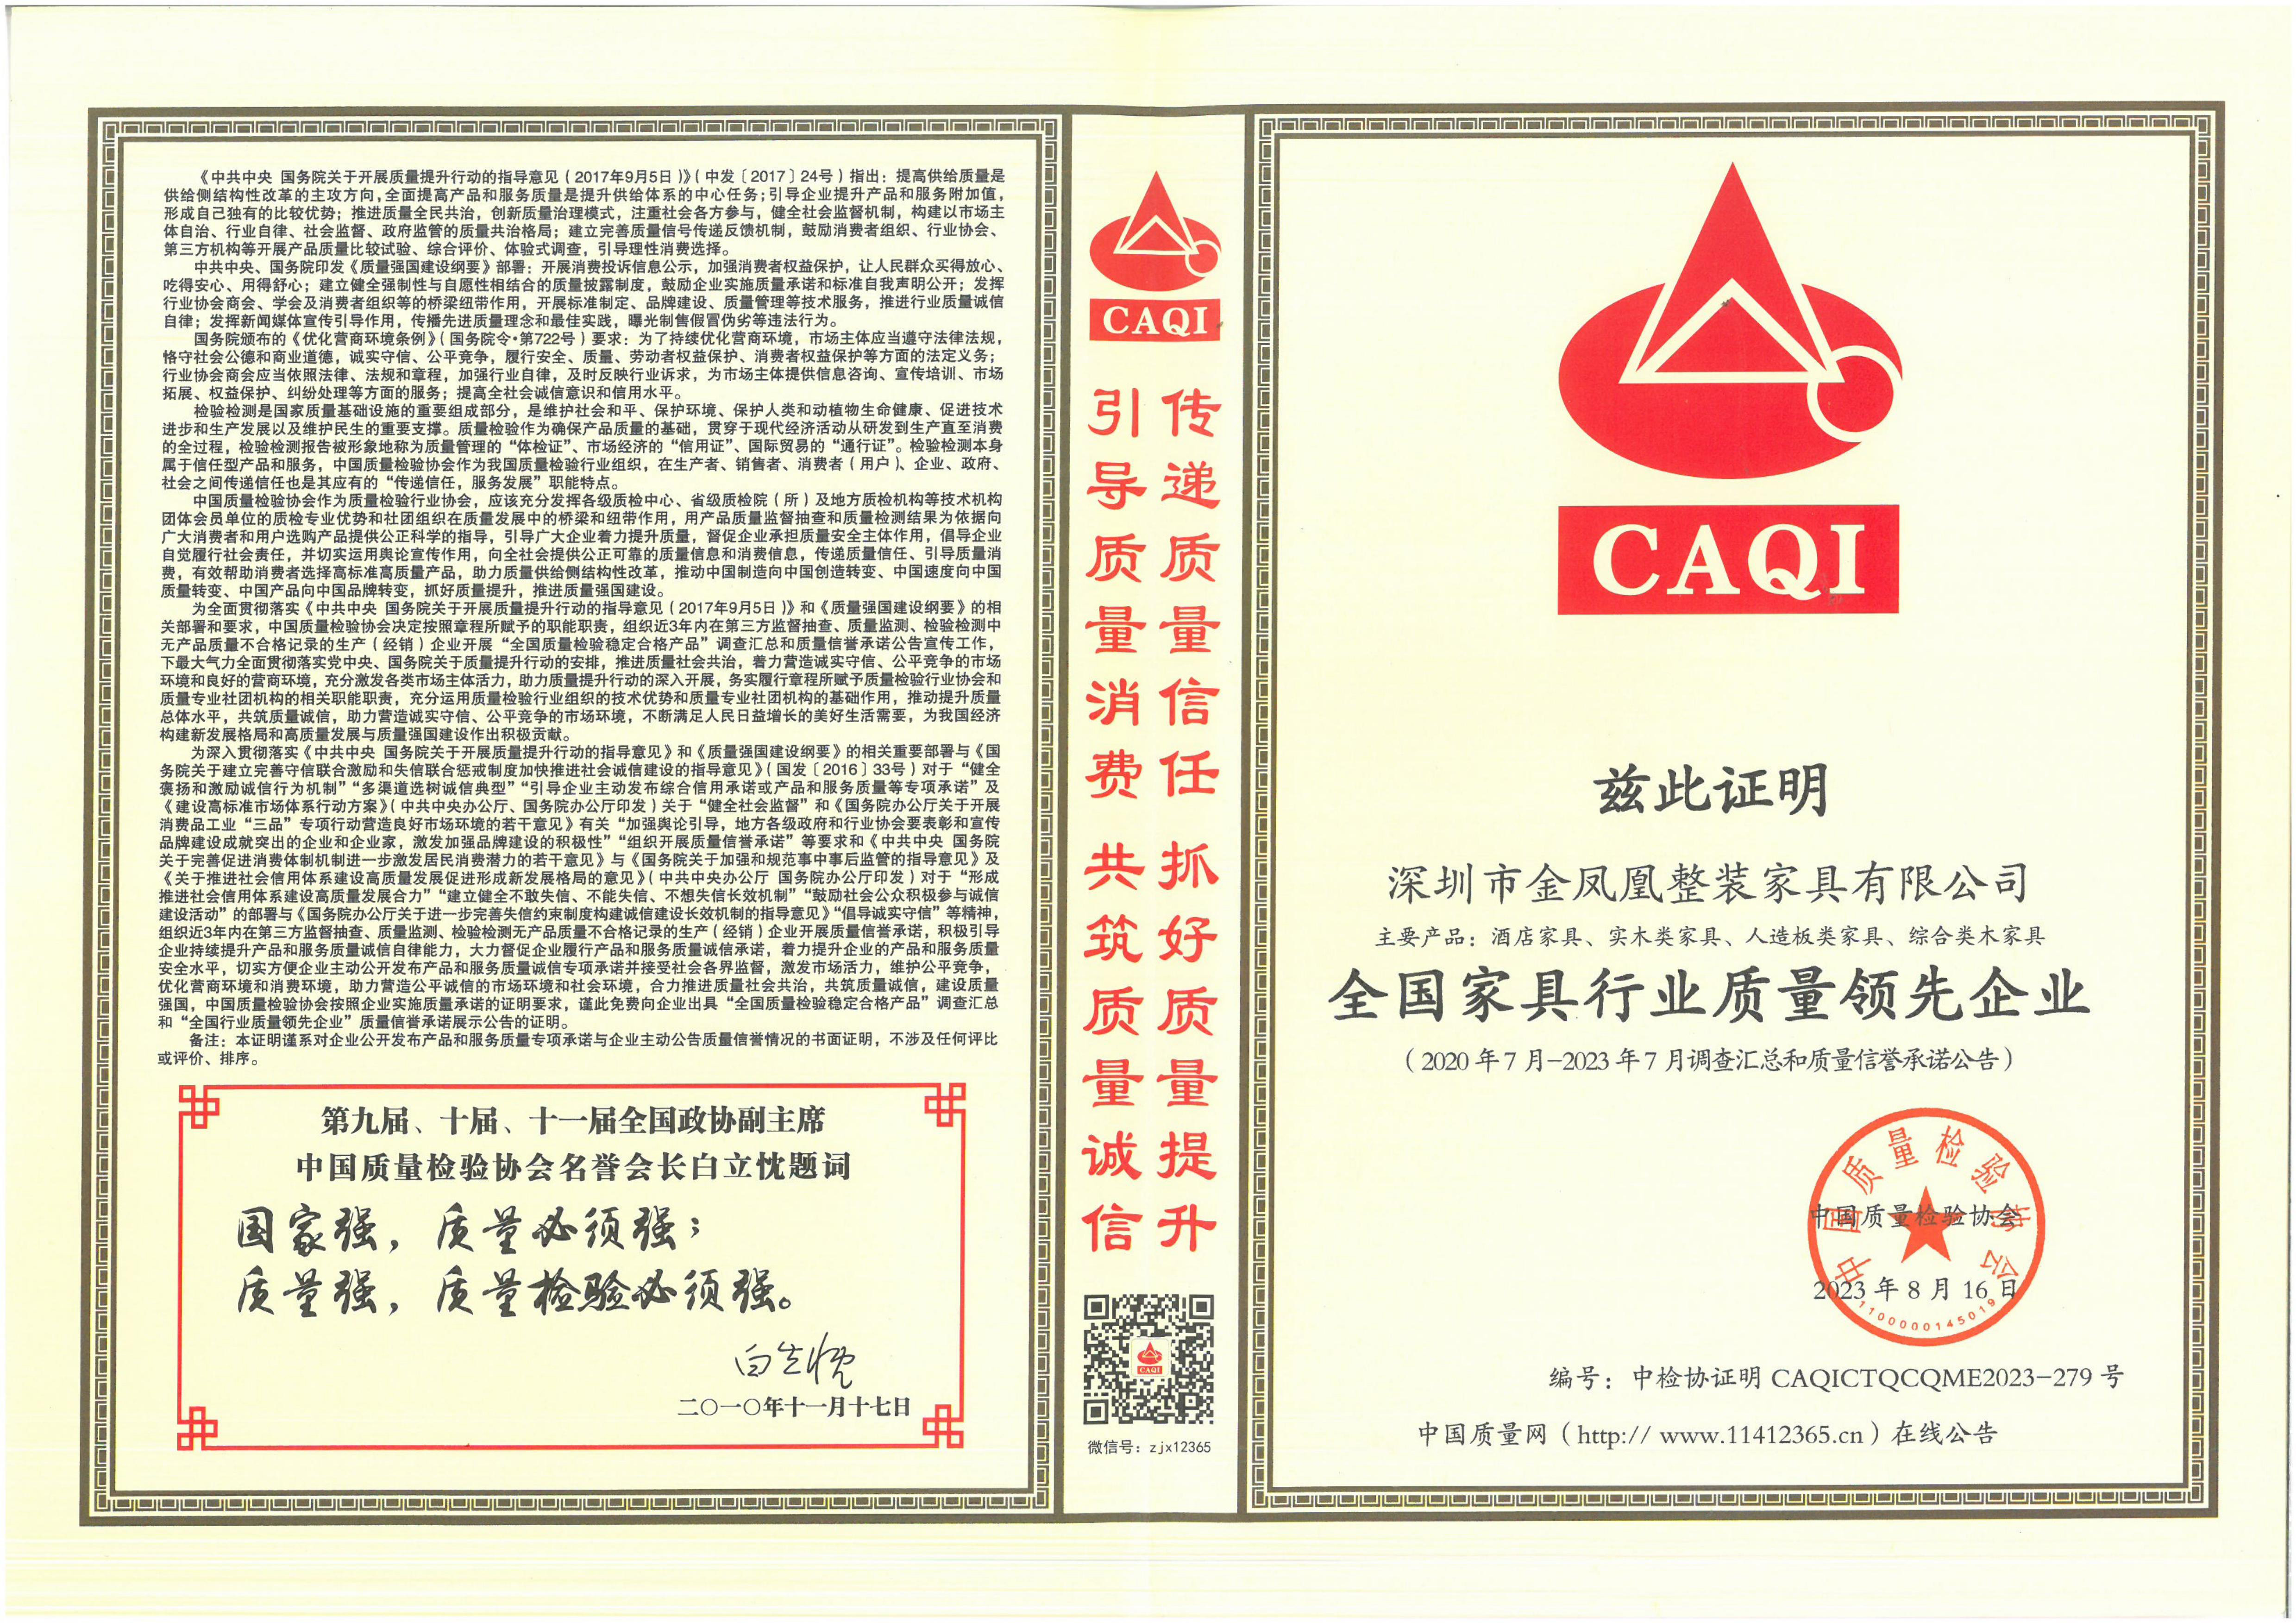 《中共中央 国务院关于开展质量提升行动的指导意见（2017年9月5日）》（中发〔2017〕24号）指出：提高供给质量是
供给侧结构性改革的主攻方向，全面提高产品和服务质量是提升供给体系的中心任务；引导企业提升产品和服务附加值，
形成自己独有的比较优势；推进质量全民共治，创新质量治理模式，注重社会各方参与，健全社会监督机制，构建以市场主
体自治、行业自律、社会监督、政府监管的质量共治格局；建立完善质量信号传递反馈机制，鼓励消费者组织、行业协会、
第三方机构等开展产品质量比较试验、综合评价、体验式调查，引导理性消费选择。
中共中央、国务院印发《质量强国建设纲要》部署：开展消费投诉信息公示，加强消费者权益保护，让人民群众买得放心、
吃得安心、用得舒心；建立健全强制性与自愿性相结合的质量披露制度，鼓励企业实施质量承诺和标准自我声明公开；发挥
行业协会商会、学会及消费者组织等的桥梁纽带作用，开展标准制定、品牌建设、质量管理等技术服务，推进行业质量诚信
自律；发挥新闻媒体宣传引导作用，传播先进质量理念和最佳实践，曝光制售假冒伪劣等违法行为。
国务院颁布的《优化营商环境条例》（国务院令•第722号）要求：为了持续优化营商环境，市场主体应当遵守法律法规，
恪守社会公德和商业道德，诚实守信、公平竞争，履行安全、质量、劳动者权益保护、消费者权益保护等方面的法定义务；
行业协会商会应当依照法律、法规和章程，加强行业自律，及时反映行业诉求，为市场主体提供信息咨询、宣传培训、市场
拓展、权益保护、纠纷处理等方面的服务；提高全社会诚信意识和信用水平。
检验检测是国家质量基础设施的重要组成部分，是维护社会和平、保护环境、保护人类和动植物生命健康、促进技术
进步和生产发展以及维护民生的重要支撑。质量检验作为确保产品质量的基础，贯穿于现代经济活动从研发到生产直至消费
的全过程，检验检测报告被形象地称为质量管理的“体检证”、市场经济的“信用证”、国际贸易的“通行证”。检验检测本身
属于信任型产品和服务，中国质量检验协会作为我国质量检验行业组织，在生产者、销售者、消费者（用户）、企业、政府、
社会之间传递信任也是其应有的“传递信任，服务发展”职能特点。
中国质量检验协会作为质量检验行业协会，应该充分发挥各级质检中心、省级质检院（所）及地方质检机构等技术机构
团体会员单位的质检专业优势和社团组织在质量发展中的桥梁和纽带作用，用产品质量监督抽查和质量检测结果为依据向
广大消费者和用户选购产品提供公正科学的指导，引导广大企业着力提升质量，督促企业承担质量安全主体作用，倡导企业
自觉履行社会责任，并切实运用舆论宣传作用，向全社会提供公正可靠的质量信息和消费信息，传递质量信任、引导质量消
费，有效帮助消费者选择高标准高质量产品，助力质量供给侧结构性改革，推动中国制造向中国创造转变、中国速度向中国
质量转变、中国产品向中国品牌转变，抓好质量提升，推进质量强国建设。
为全面贯彻落实《中共中央 国务院关于开展质量提升行动的指导意见（2017年9月5日）》和《质量强国建设纲要》的相
关部署和要求，中国质量检验协会决定按照章程所赋予的职能职责，组织近3年内在第三方监督抽查、质量监测、检验检测中
无产品质量不合格记录的生产（经销）企业开展“全国质量检验稳定合格产品”调查汇总和质量信誉承诺公告宣传工作，
下最大气力全面贯彻落实党中央、国务院关于质量提升行动的安排，推进质量社会共治，着力营造诚实守信、公平竞争的市场
环境和良好的营商环境，充分激发各类市场主体活力，助力质量提升行动的深入开展，务实履行章程所赋予质量检验行业协会和
质量专业社团机构的相关职能职责，充分运用质量检验行业组织的技术优势和质量专业社团机构的基础作用，推动提升质量
总体水平，共筑质量诚信，助力营造诚实守信、公平竞争的市场环境，不断满足人民日益增长的美好生活需要，为我国经济
构建新发展格局和高质量发展与质量强国建设作出积极贡献。
为深入贯彻落实《中共中央 国务院关于开展质量提升行动的指导意见》和《质量强国建设纲要》的相关重要部署与《国
务院关于建立完善守信联合激励和失信联合惩戒制度加快推进社会诚信建设的指导意见》（国发〔2016〕33号）对于“健全
褒扬和激励诚信行为机制”“多渠道选树诚信典型”“引导企业主动发布综合信用承诺或产品和服务质量等专项承诺”及
《建设高标准市场体系行动方案》（中共中央办公厅、国务院办公厅印发）关于“健全社会监督”和《国务院办公厅关于开展
消费品工业“三品”专项行动营造良好市场环境的若干意见》有关“加强舆论引导，地方各级政府和行业协会要表彰和宣传
品牌建设成就突出的企业和企业家，激发加强品牌建设的积极性”“组织开展质量信誉承诺”等要求和《中共中央 国务院
关于完善促进消费体制机制进一步激发居民消费潜力的若干意见》与《国务院关于加强和规范事中事后监管的指导意见》及
《关于推进社会信用体系建设高质量发展促进形成新发展格局的意见》（中共中央办公厅 国务院办公厅印发）对于“形成
推进社会信用体系建设高质量发展合力”“建立健全不敢失信、不能失信、不想失信长效机制”“鼓励社会公众积极参与诚信
建设活动”的部署与《国务院办公厅关于进一步完善失信约束制度构建诚信建设长效机制的指导意见》“倡导诚实守信”等精神，
组织近3年内在第三方监督抽查、质量监测、检验检测无产品质量不合格记录的生产（经销）企业开展质量信誉承诺，积极引导
企业持续提升产品和服务质量诚信自律能力，大力督促企业履行产品和服务质量诚信承诺，着力提升企业的产品和服务质量
安全水平，切实方便企业主动公开发布产品和服务质量诚信专项承诺并接受社会各界监督，激发市场活力，维护公平竞争，
优化营商环境和消费环境，助力营造公平诚信的市场环境和社会环境，合力推进质量社会共治，共筑质量诚信，建设质量
强国，中国质量检验协会按照企业实施质量承诺的证明要求，谨此免费向企业出具“全国质量检验稳定合格产品”调查汇总
和“全国行业质量领先企业”质量信誉承诺展示公告的证明。
备注：本证明谨系对企业公开发布产品和服务质量专项承诺与企业主动公告质量信誉情况的书面证明，不涉及任何评比
或评价、排序。
第九届、十届、十一届全国政协副主席
中国质量检验协会名誉会长白立忱题词
国家强，质量必须强；
质量强，质量检验必须强。
白立忱
二〇一〇年十一月十七日
CAQI
传递质量信任 抓好质量提升
引导质量消费 共筑质量诚信
CAQI
微信号：zjx12365
CAQI
兹此证明
深圳市金凤凰整装家具有限公司
主要产品：酒店家具、实木类家具、人造板类家具、综合类木家具
全国家具行业质量领先企业
（2020年7月-2023年7月调查汇总和质量信誉承诺公告）
中国质量检验协会
中国质量检验协会
2023年8月16日
1100000145019
编号：中检协证明 CAQICTQCQME2023-279号
中国质量网（http:// www.11412365.cn）在线公告